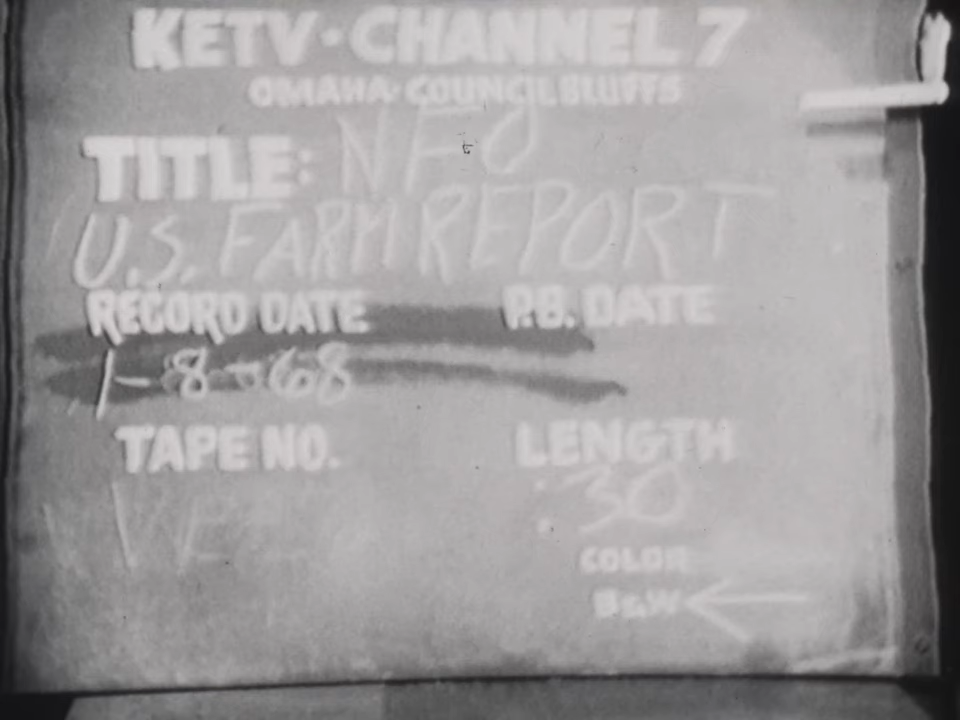 KETV · CHANNEL 7
OMAHA · COUNCIL BLUFFS
TITLE: NFO
U.S. FARM REPORT
RECORD DATE P.B. DATE
1-8-68
TAPE NO. LENGTH
:30
COLOR
B&W